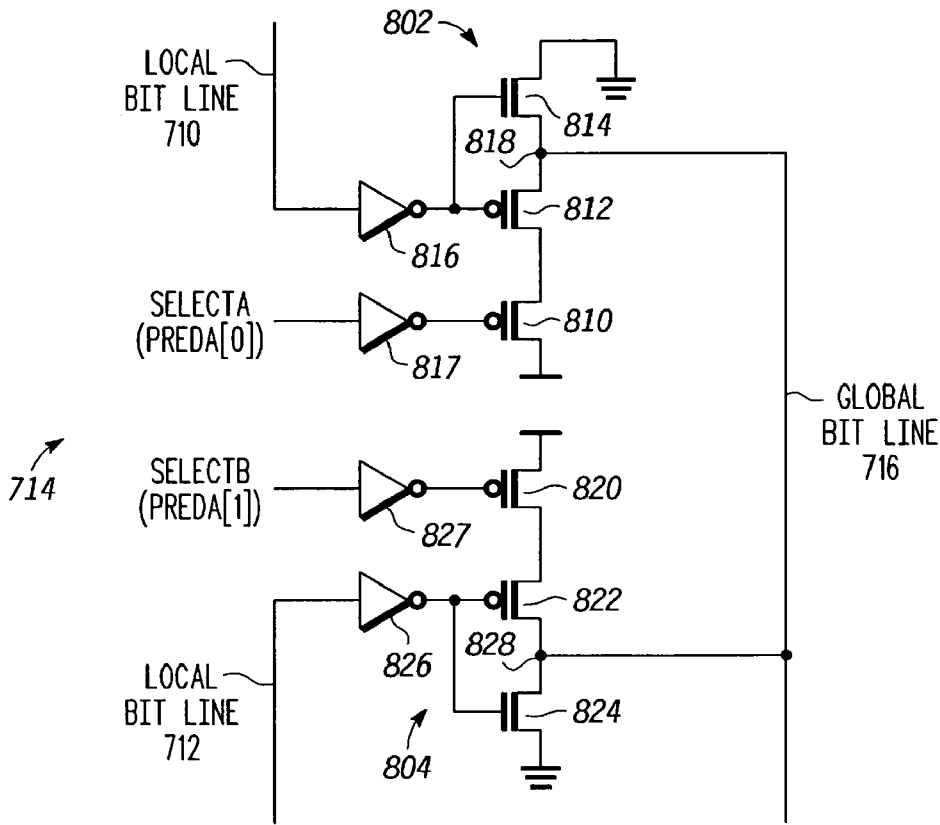 802
LOCAL
BIT LINE
710
814
818
812
816
SELECTA
(PREDA[0])
810
817
GLOBAL
BIT LINE
716
714
SELECTB
(PREDA[1])
820
827
822
826
828
LOCAL
BIT LINE
712
824
804